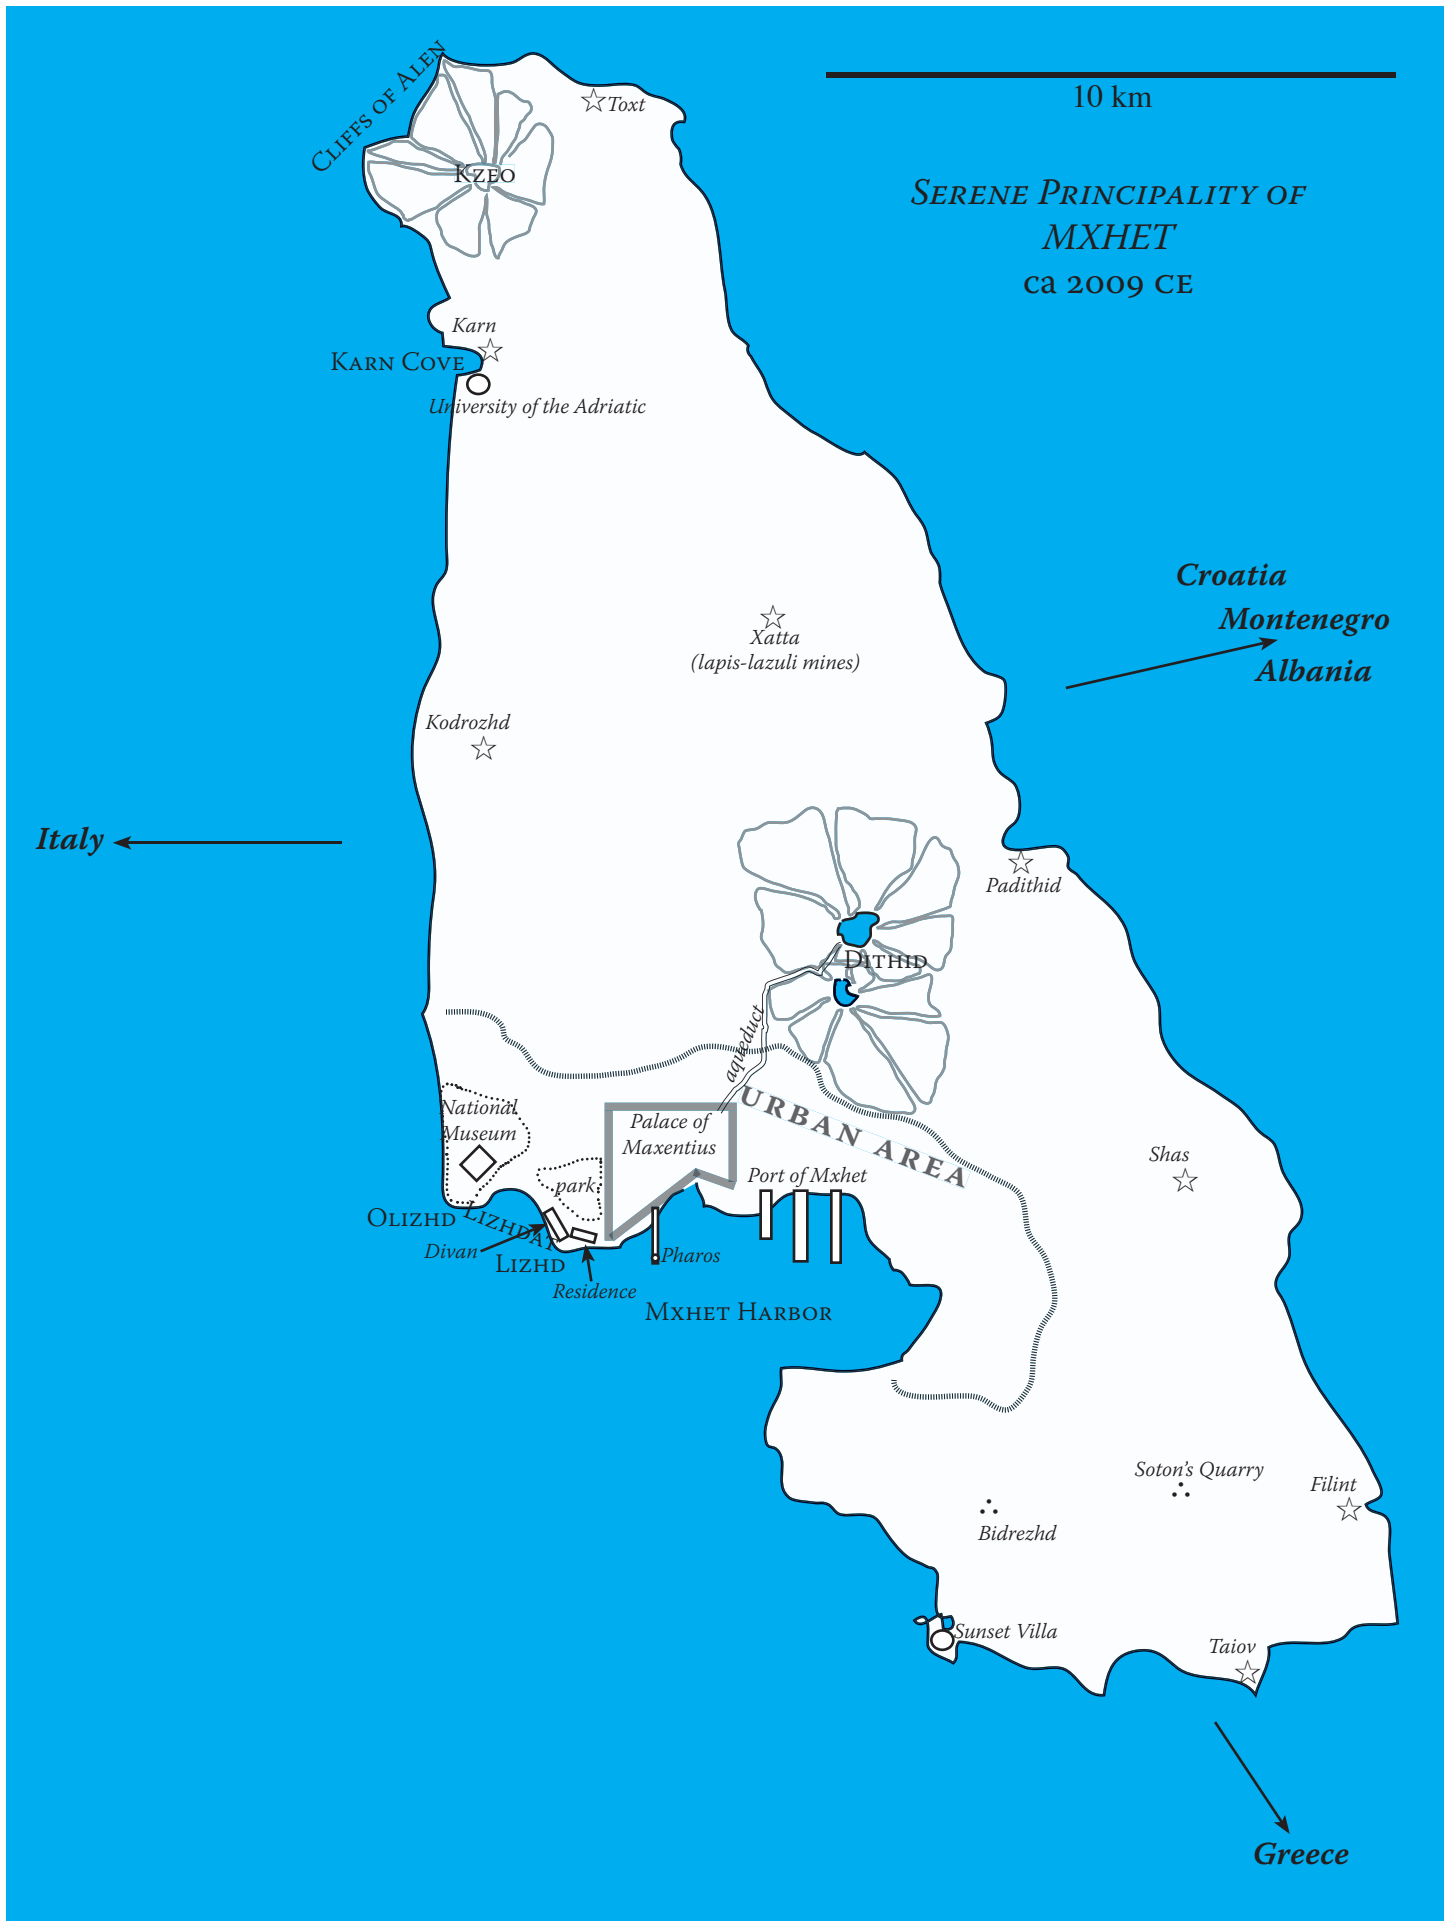 Cliffs of Alen
Toxt
10 km
Kzeo
Serene Principality of
MXHET
ca 2009 CE
Karn
Karn Cove
University of the Adriatic
Croatia
Montenegro
Albania
Xatta
(lapis-lazuli mines)
Kodrozhd
Italy
Padithid
Dithid
aqueduct
URBAN AREA
National
Museum
Palace of
Maxentius
park
Port of Mxhet
Shas
Olizhd
Lizhdat
Divan
Lizhd
Pharos
Residence
Mxhet Harbor
Soton's Quarry
Filint
Bidrezhd
Sunset Villa
Taiov
Greece